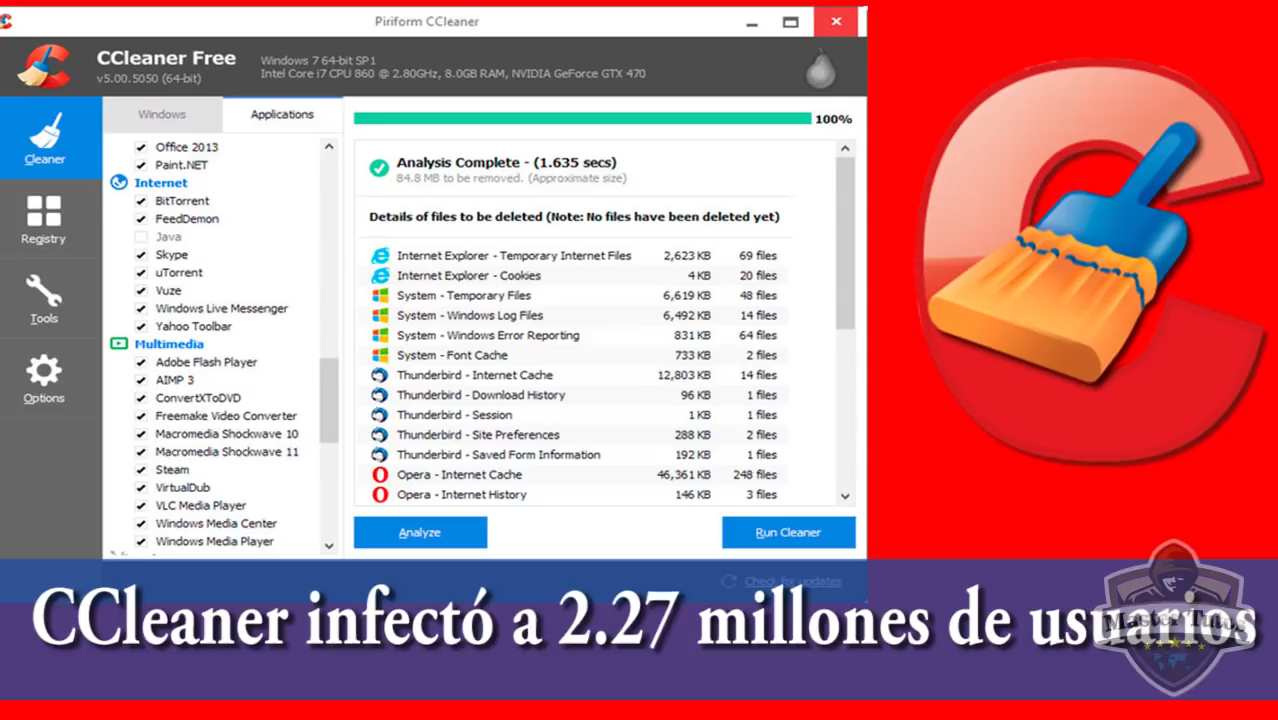 Piriform CCleaner
CCleaner Free
v5.00.5050 (64-bit)
Windows 7 64-bit SP1
Intel Core i7 CPU 860 @ 2.80GHz, 8.0GB RAM, NVIDIA GeForce GTX 470
Cleaner
Registry
Tools
Options
Windows
Applications
Office 2013
Paint.NET
Internet
BitTorrent
FeedDemon
Java
Skype
uTorrent
Vuze
Windows Live Messenger
Yahoo Toolbar
Multimedia
Adobe Flash Player
AIMP 3
ConvertXToDVD
Freemake Video Converter
Macromedia Shockwave 10
Macromedia Shockwave 11
Steam
VirtualDub
VLC Media Player
Windows Media Center
Windows Media Player
100%
Analysis Complete - (1.635 secs)
84.8 MB to be removed. (Approximate size)
Details of files to be deleted (Note: No files have been deleted yet)
Internet Explorer - Temporary Internet Files 2,623 KB 69 files
Internet Explorer - Cookies 4 KB 20 files
System - Temporary Files 6,619 KB 48 files
System - Windows Log Files 6,492 KB 14 files
System - Windows Error Reporting 831 KB 64 files
System - Font Cache 733 KB 2 files
Thunderbird - Internet Cache 12,803 KB 14 files
Thunderbird - Download History 96 KB 1 files
Thunderbird - Session 1 KB 1 files
Thunderbird - Site Preferences 288 KB 2 files
Thunderbird - Saved Form Information 192 KB 1 files
Opera - Internet Cache 46,361 KB 248 files
Opera - Internet History 146 KB 3 files
Analyze
Run Cleaner
Check for updates
CCleaner infectó a 2.27 millones de usuarios
Master Tutos